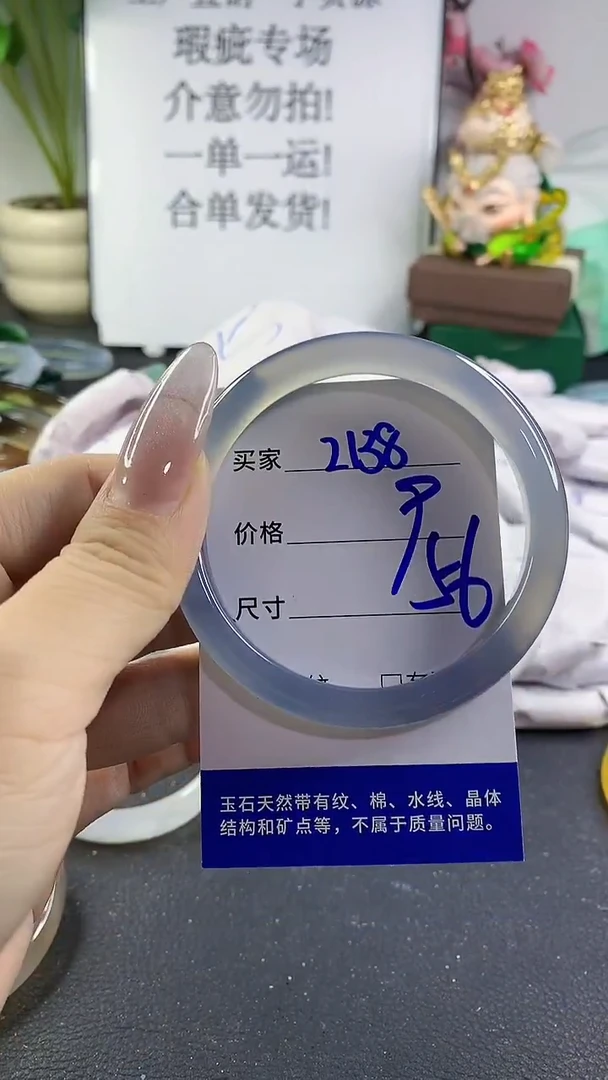 瑕疵专场
介意勿拍!
一单一运!
合单发货!
买家 2138
价格
尺寸 56
玉石天然带有纹、棉、水线、晶体
结构和矿点等，不属于质量问题。